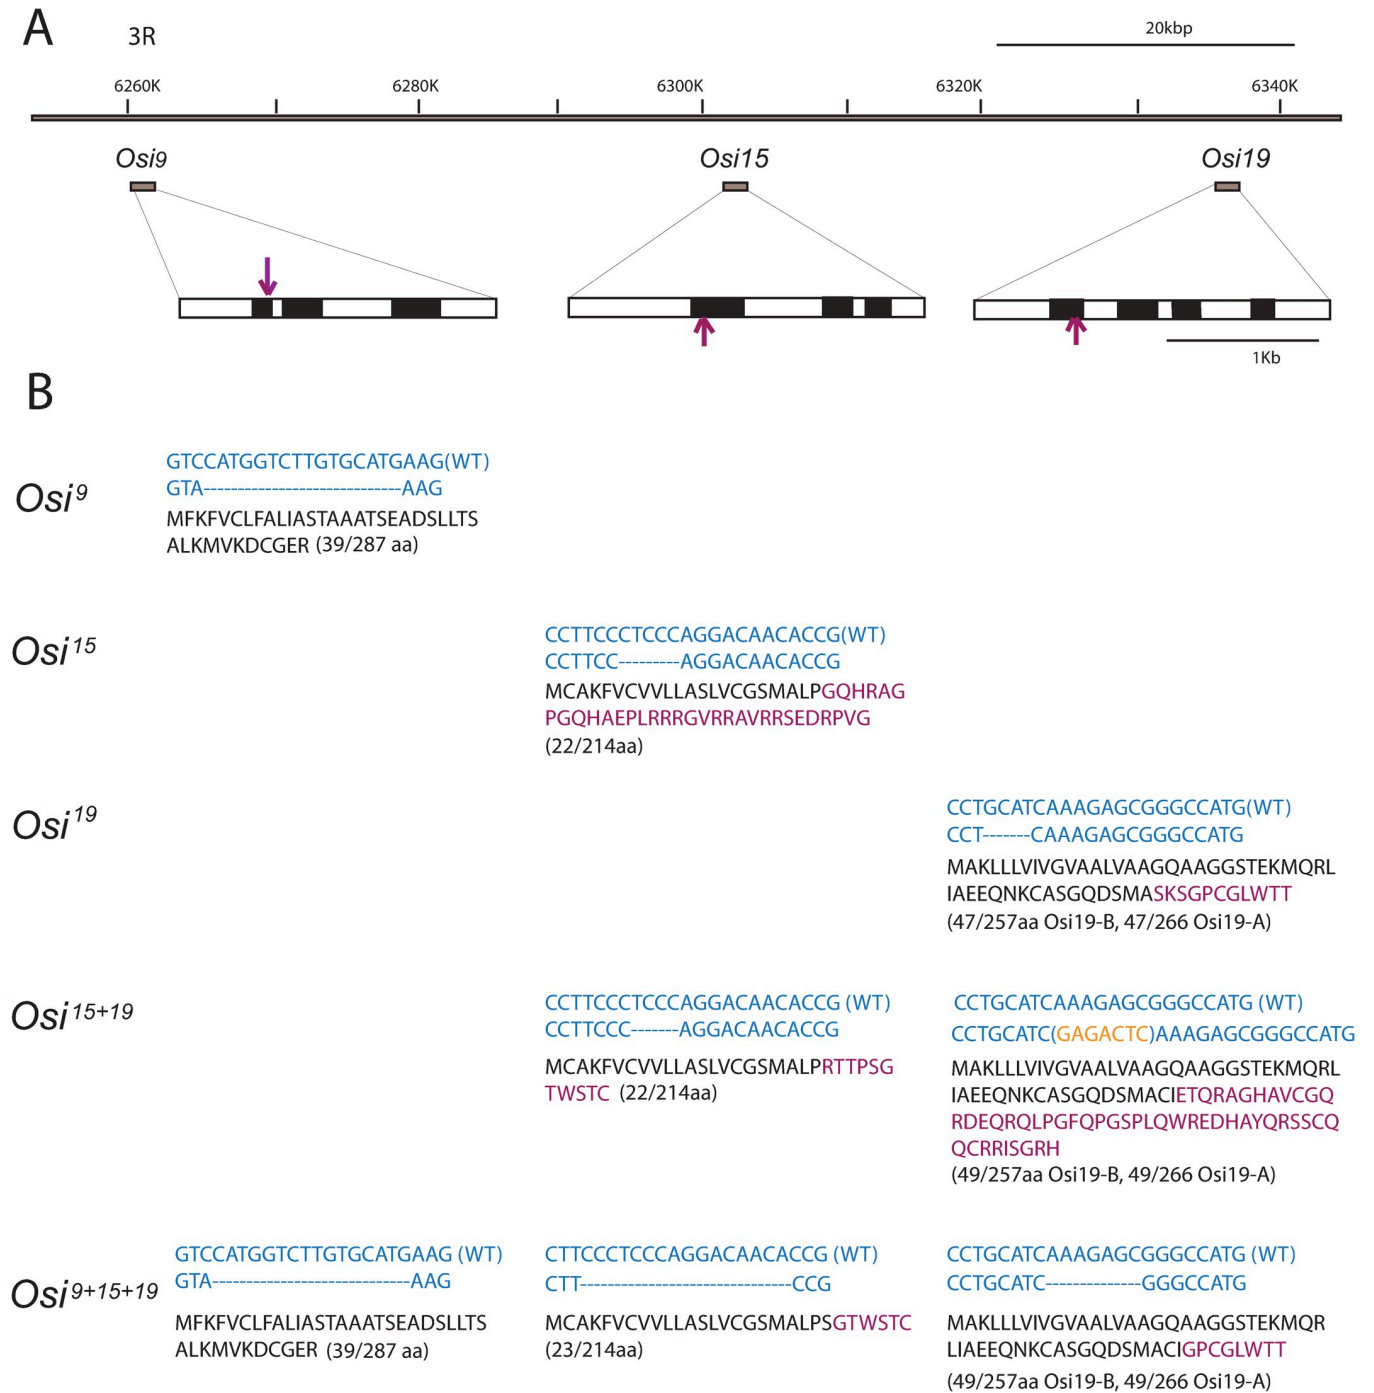 A
3R
20kbp
6260K 6280K 6300K 6320K 6340K
Osi9 Osi15 Osi19
1Kb
B
Osi9
GTCCATGGTCTTGTGCATGAAG(WT)
GTA-----------------------------AAG
MFKFVCLFALIASTAAATSEADSLLTS
ALKMVKDCGER (39/287 aa)
Osi15
CCTTCCCTCCCAGGACAACACCG(WT)
CCTTCC---------AGGACAACACCG
MCAKFVCVVLLASLVCGSMALPGQHRAG
PGQHAEPLRRRGVRRAVRRSEDRPVG
(22/214aa)
Osi19
CCTGCATCAAAGAGCGGGCCATG(WT)
CCT-------CAAAGAGCGGGCCATG
MAKLLLVIVGVAALVAAGQAAGGSTEKMQRL
IAEEQNKCASGQDSMASKSGPCGLWTT
(47/257aa Osi19-B, 47/266 Osi19-A)
Osi15+19
CCTTCCCTCCCAGGACAACACCG (WT)
CCTTCCC-------AGGACAACACCG
MCAKFVCVVLLASLVCGSMALPRTTPSG
TWSTC (22/214aa)
CCTGCATCAAAGAGCGGGCCATG (WT)
CCTGCATC(GAGACTC)AAAGAGCGGGCCATG
MAKLLLVIVGVAALVAAGQAAGGSTEKMQRL
IAEEQNKCASGQDSMACIETQRAGHAVCGQ
RDEQRQLPGFQPGSPLQWREDHAYQRSSCQ
QCRRISGRH
(49/257aa Osi19-B, 49/266 Osi19-A)
Osi9+15+19
GTCCATGGTCTTGTGCATGAAG (WT)
GTA-----------------------------AAG
MFKFVCLFALIASTAAATSEADSLLTS
ALKMVKDCGER (39/287 aa)
CTTCCCTCCCAGGACAACACCG (WT)
CTT-------------------------------CCG
MCAKFVCVVLLASLVCGSMALPSGTWSTC
(23/214aa)
CCTGCATCAAAGAGCGGGCCATG (WT)
CCTGCATC--------------GGGCCATG
MAKLLLVIVGVAALVAAGQAAGGSTEKMQR
LIAEEQNKCASGQDSMACIGPCGLWTT
(49/257aa Osi19-B, 49/266 Osi19-A)